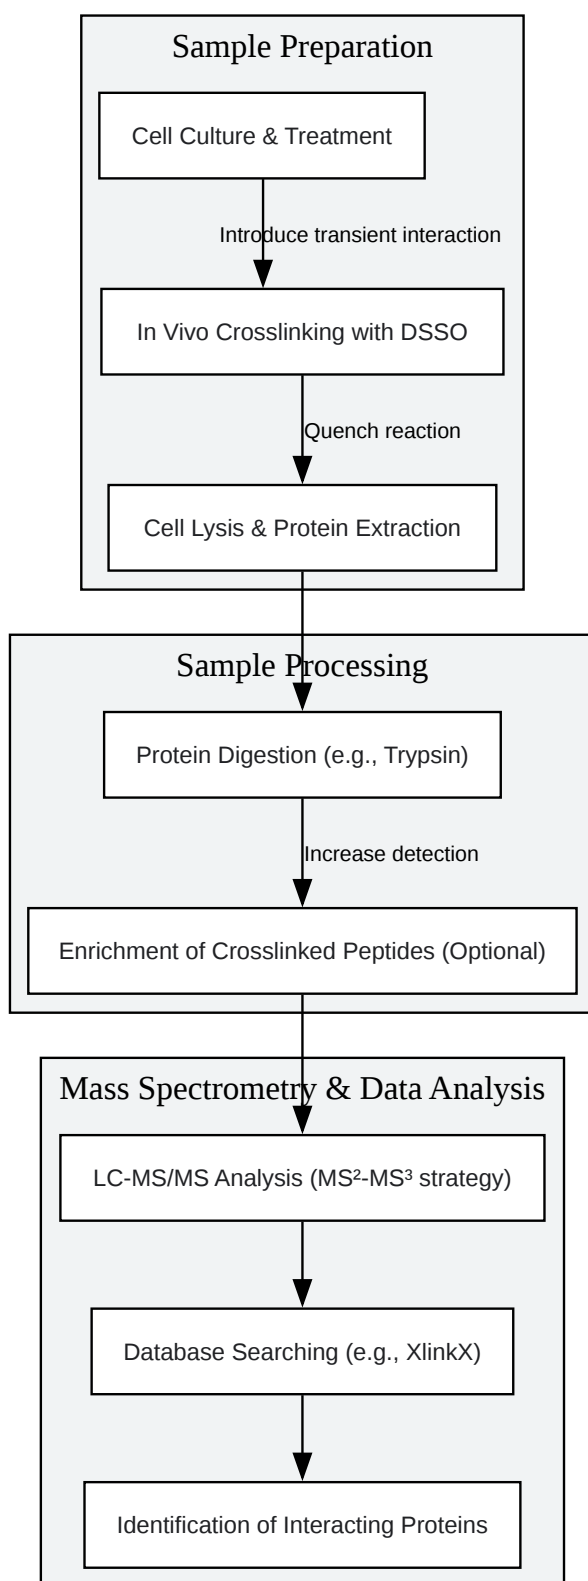 Sample Preparation
Cell Culture & Treatment
Introduce transient interaction
In Vivo Crosslinking with DSSO
Quench reaction
Cell Lysis & Protein Extraction
Sample Processing
Protein Digestion (e.g., Trypsin)
Increase detection
Enrichment of Crosslinked Peptides (Optional)
Mass Spectrometry & Data Analysis
LC-MS/MS Analysis (MS²-MS³ strategy)
Database Searching (e.g., XlinkX)
Identification of Interacting Proteins